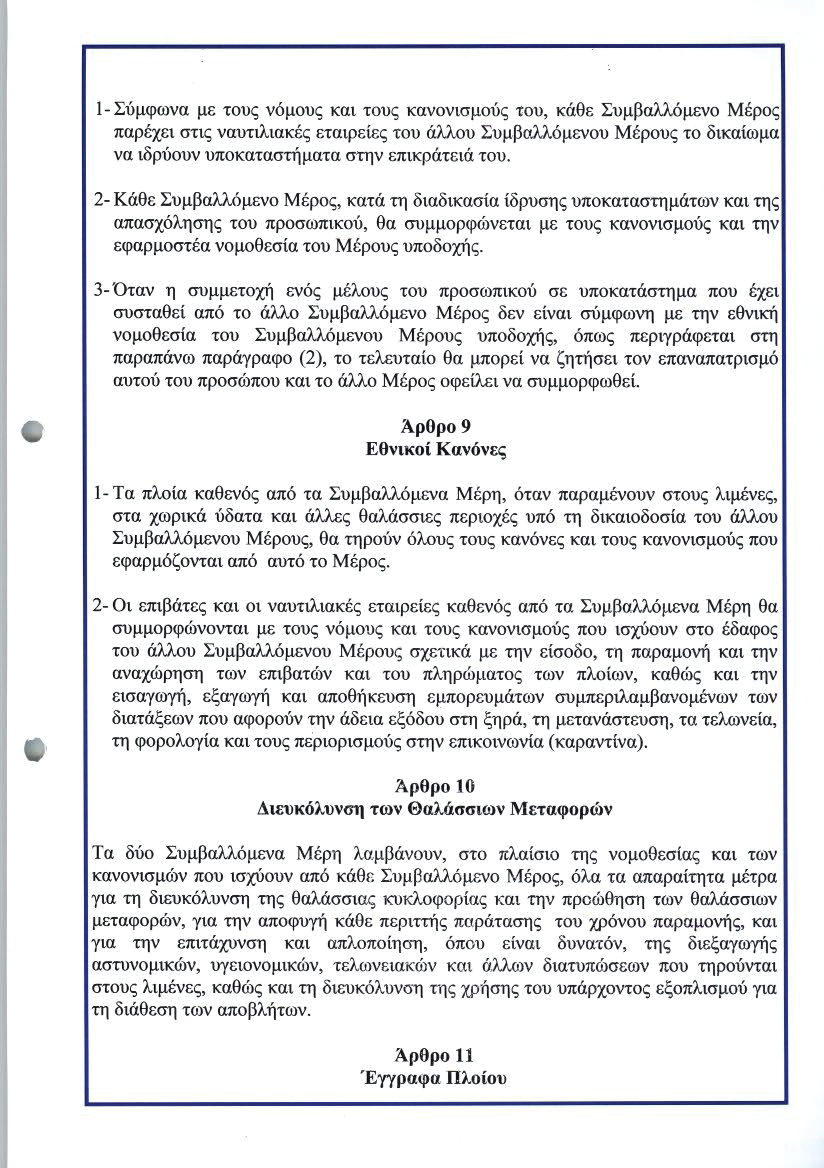 1- Σύμφωνα με τους νόμους και τους κανονισμούς του, κάθε Συμβαλλόμενο Μέρος
παρέχει στις ναυτιλιακές εταιρείες του άλλου Συμβαλλόμενου Μέρους το δικαίωμα
να ιδρύουν υποκαταστήματα στην επικράτειά του.
2- Κάθε Συμβαλλόμενο Μέρος, κατά τη διαδικασία ίδρυσης υποκαταστημάτων και της
απασχόλησης του προσωπικού, θα συμμορφώνεται με τους κανονισμούς και την
εφαρμοστέα νομοθεσία του Μέρους υποδοχής.
3- Όταν η συμμετοχή ενός μέλους του προσωπικού σε υποκατάστημα που έχει
συσταθεί από το άλλο Συμβαλλόμενο Μέρος δεν είναι σύμφωνη με την εθνική
νομοθεσία του Συμβαλλόμενου Μέρους υποδοχής, όπως περιγράφεται στη
παραπάνω παράγραφο (2), το τελευταίο θα μπορεί να ζητήσει τον επαναπατρισμό
αυτού του προσώπου και το άλλο Μέρος οφείλει να συμμορφωθεί.
Άρθρο 9
Εθνικοί Κανόνες
1- Τα πλοία καθενός από τα Συμβαλλόμενα Μέρη, όταν παραμένουν στους λιμένες,
στα χωρικά ύδατα και άλλες θαλάσσιες περιοχές υπό τη δικαιοδοσία του άλλου
Συμβαλλόμενου Μέρους, θα τηρούν όλους τους κανόνες και τους κανονισμούς που
εφαρμόζονται από αυτό το Μέρος.
2- Οι επιβάτες και οι ναυτιλιακές εταιρείες καθενός από τα Συμβαλλόμενα Μέρη θα
συμμορφώνονται με τους νόμους και τους κανονισμούς που ισχύουν στο έδαφος
του άλλου Συμβαλλόμενου Μέρους σχετικά με την είσοδο, τη παραμονή και την
αναχώρηση των επιβατών και του πληρώματος των πλοίων, καθώς και την
εισαγωγή, εξαγωγή και αποθήκευση εμπορευμάτων συμπεριλαμβανομένων των
διατάξεων που αφορούν την άδεια εξόδου στη ξηρά, τη μετανάστευση, τα τελωνεία,
τη φορολογία και τους περιορισμούς στην επικοινωνία (καραντίνα).
Άρθρο 10
Διευκόλυνση των Θαλάσσιων Μεταφορών
Τα δύο Συμβαλλόμενα Μέρη λαμβάνουν, στο πλαίσιο της νομοθεσίας και των
κανονισμών που ισχύουν από κάθε Συμβαλλόμενο Μέρος, όλα τα απαραίτητα μέτρα
για τη διευκόλυνση της θαλάσσιας κυκλοφορίας και την προώθηση των θαλάσσιων
μεταφορών, για την αποφυγή κάθε περιττής παράτασης του χρόνου παραμονής, και
για την επιτάχυνση και απλοποίηση, όπου είναι δυνατόν, της διεξαγωγής
αστυνομικών, υγειονομικών, τελωνειακών και άλλων διατυπώσεων που τηρούνται
στους λιμένες, καθώς και τη διευκόλυνση της χρήσης του υπάρχοντος εξοπλισμού για
τη διάθεση των αποβλήτων.
Άρθρο 11
Έγγραφα Πλοίου